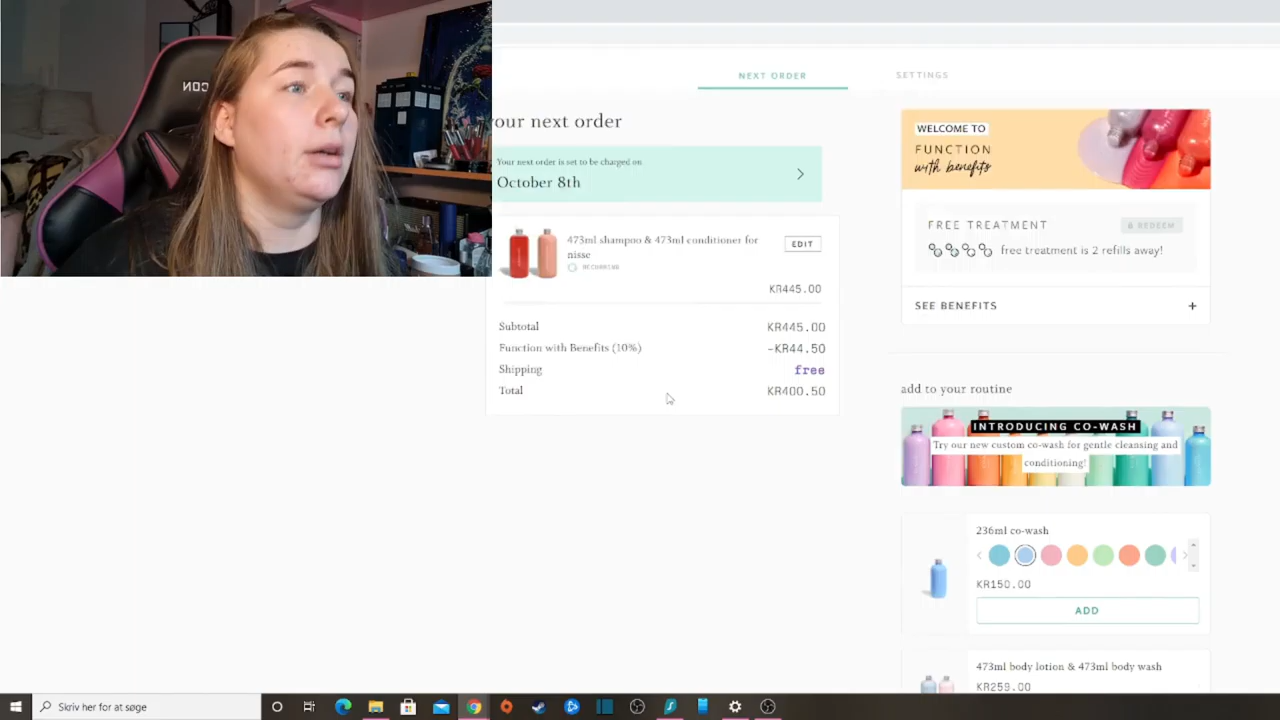 NEXT ORDER
SETTINGS
your next order
Your next order is set to be charged on
October 8th
473ml shampoo & 473ml conditioner for
nisse
RECURRING
EDIT
KR445.00
Subtotal
KR445.00
Function with Benefits (10%)
-KR44.50
Shipping
free
Total
KR400.50
WELCOME TO
FUNCTION
with benefits
FREE TREATMENT
REDEEM
free treatment is 2 refills away!
SEE BENEFITS
+
add to your routine
INTRODUCING CO-WASH
Try our new custom co-wash for gentle cleansing and
conditioning!
236ml co-wash
KR150.00
ADD
473ml body lotion & 473ml body wash
KR259.00
Skriv her for at søge